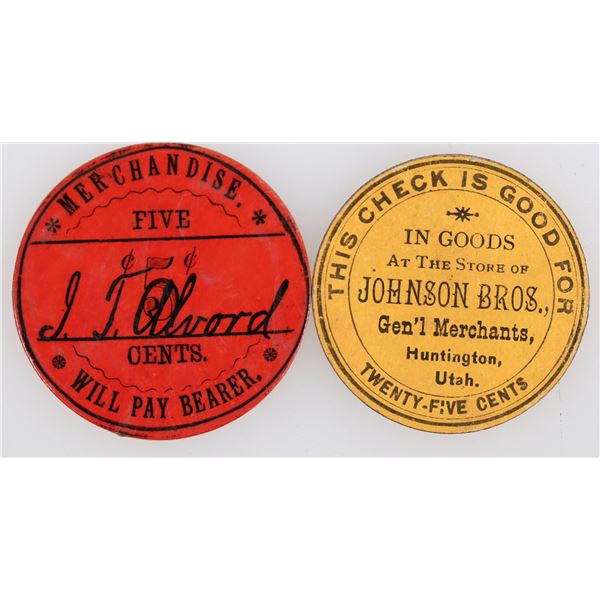 MERCHANDISE.
FIVE
¢ 5 ¢
J. T. Alvord
CENTS.
WILL PAY BEARER.
THIS CHECK IS GOOD FOR
IN GOODS
AT THE STORE OF
JOHNSON BROS.,
Gen'l Merchants,
Huntington,
Utah.
TWENTY-FIVE CENTS